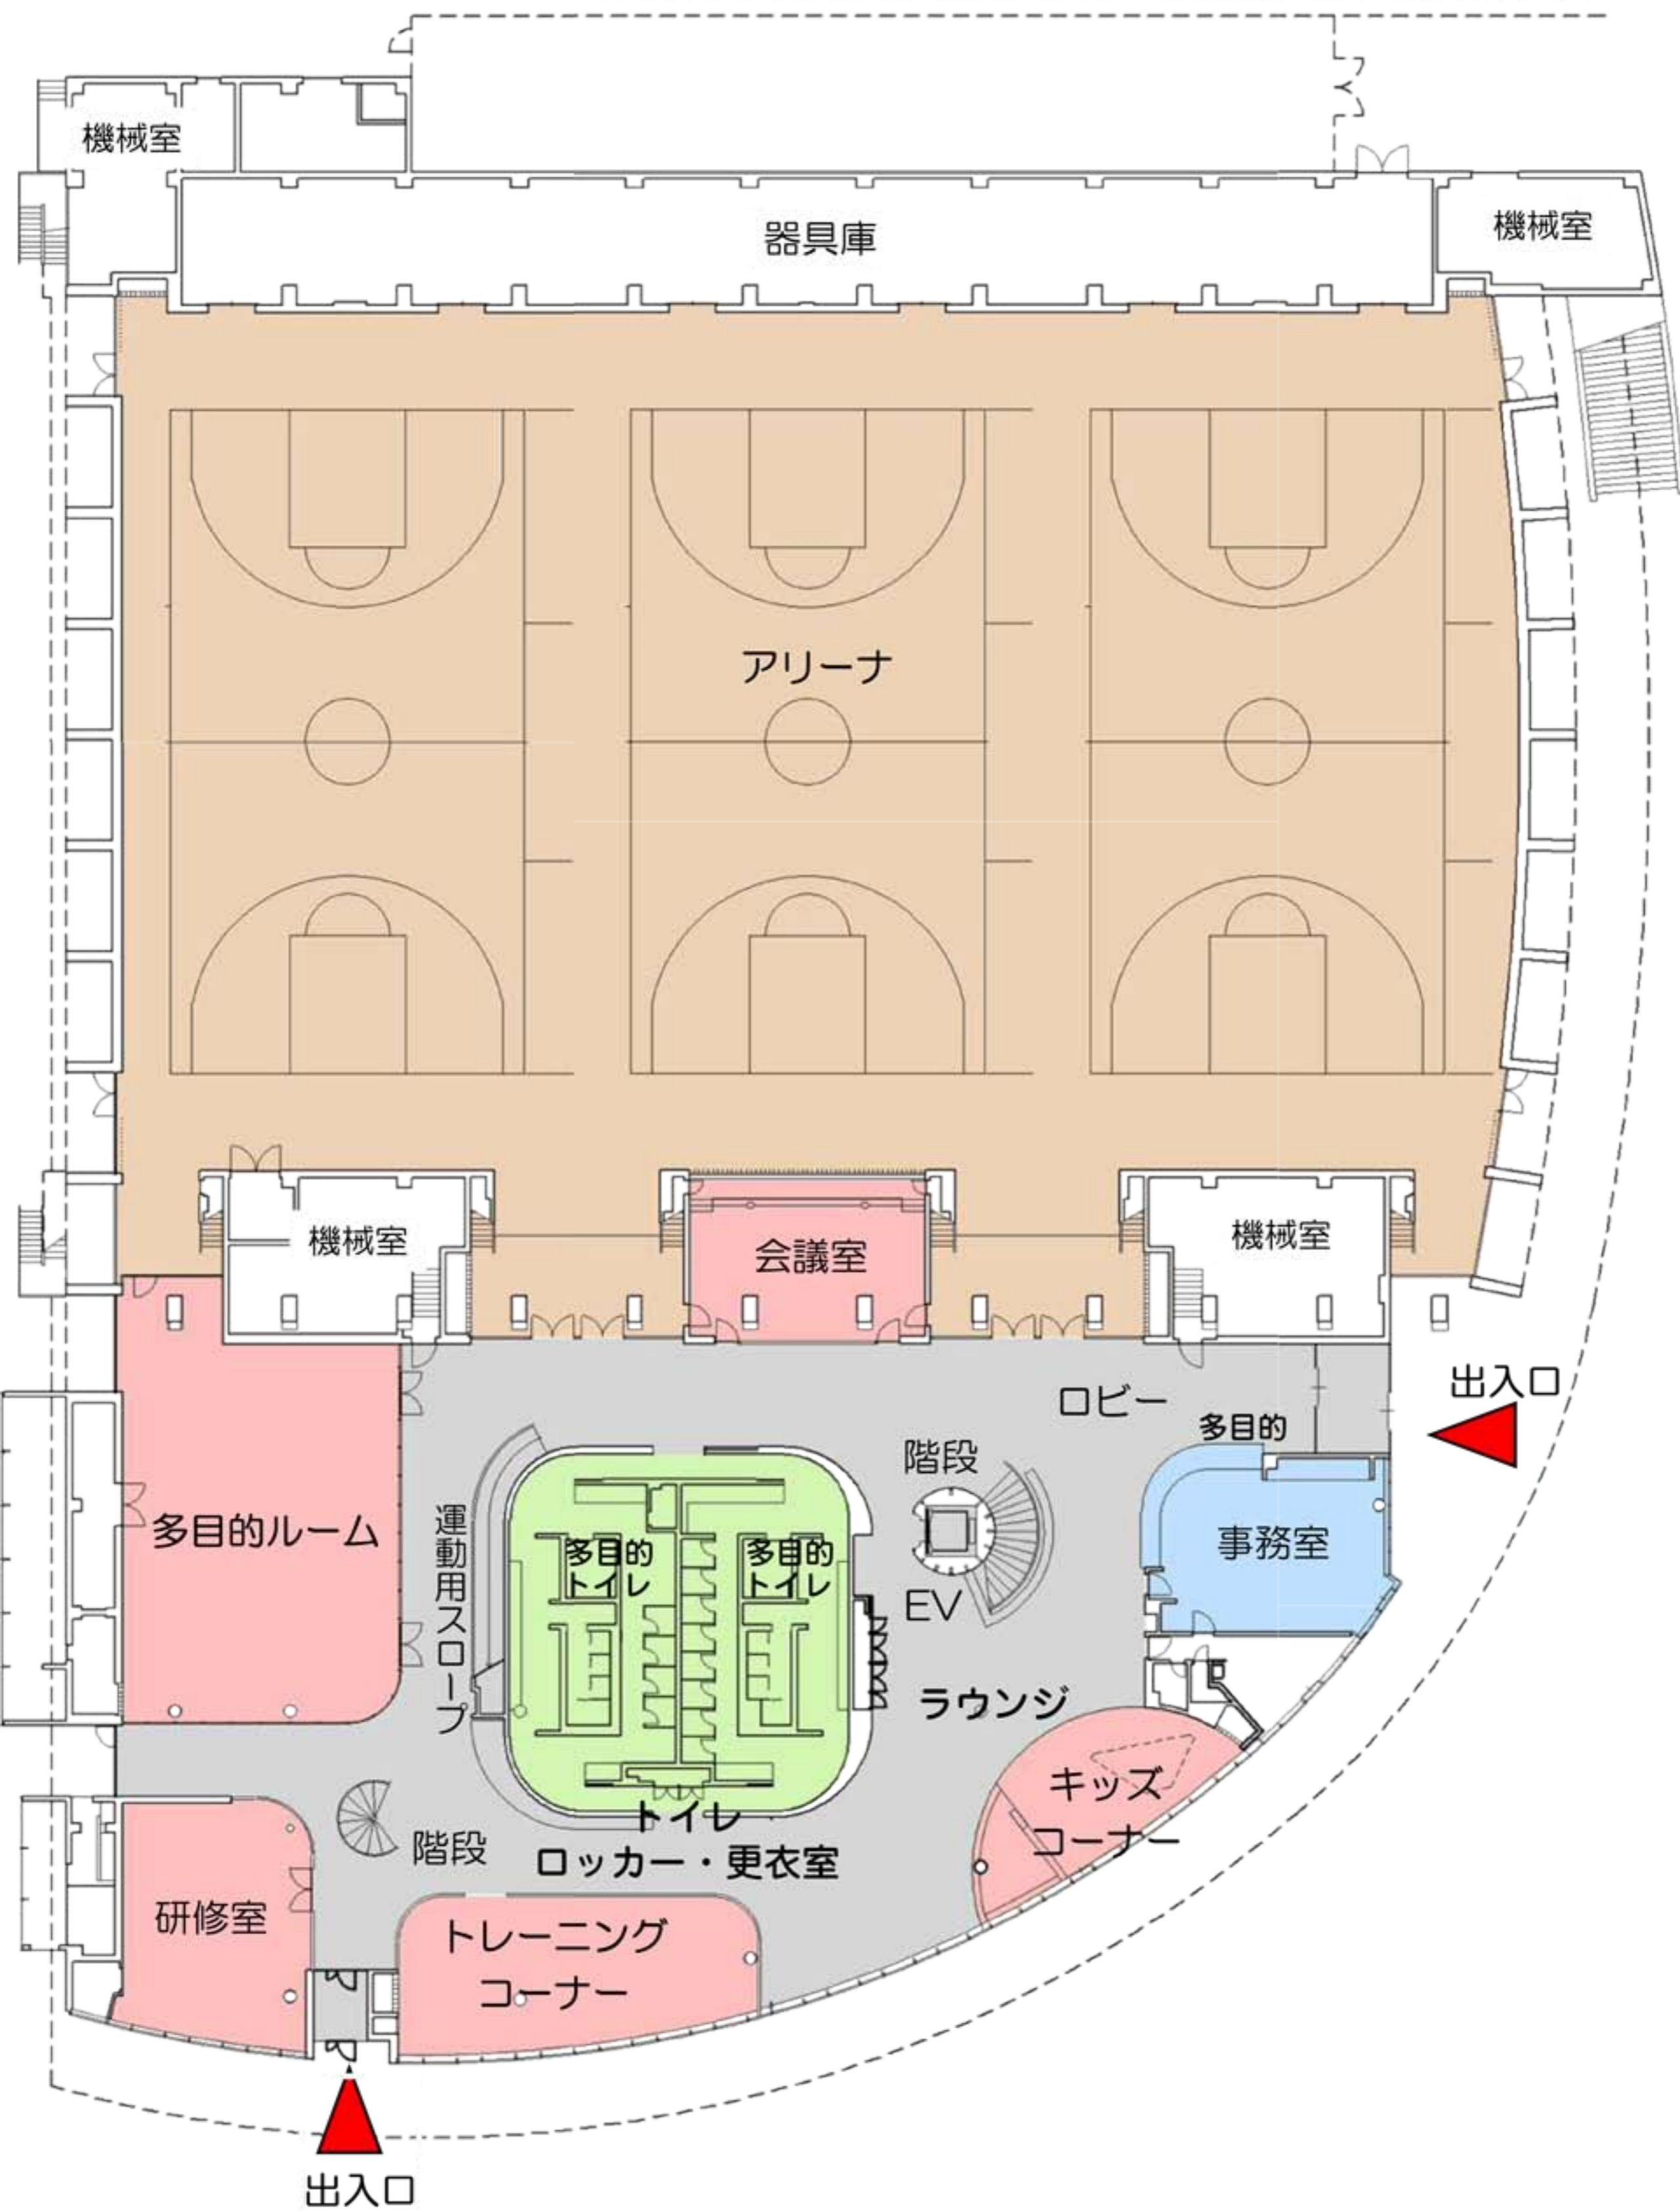 機械室
器具庫
機械室
アリーナ
機械室
会議室
機械室
出入口
ロビー
多目的
階段
事務室
多目的ルーム
運動用スロープ
多目的
トイレ
多目的
トイレ
EV
ラウンジ
キッズ
コーナー
トイレ
ロッカー・更衣室
階段
研修室
トレーニング
コーナー
出入口